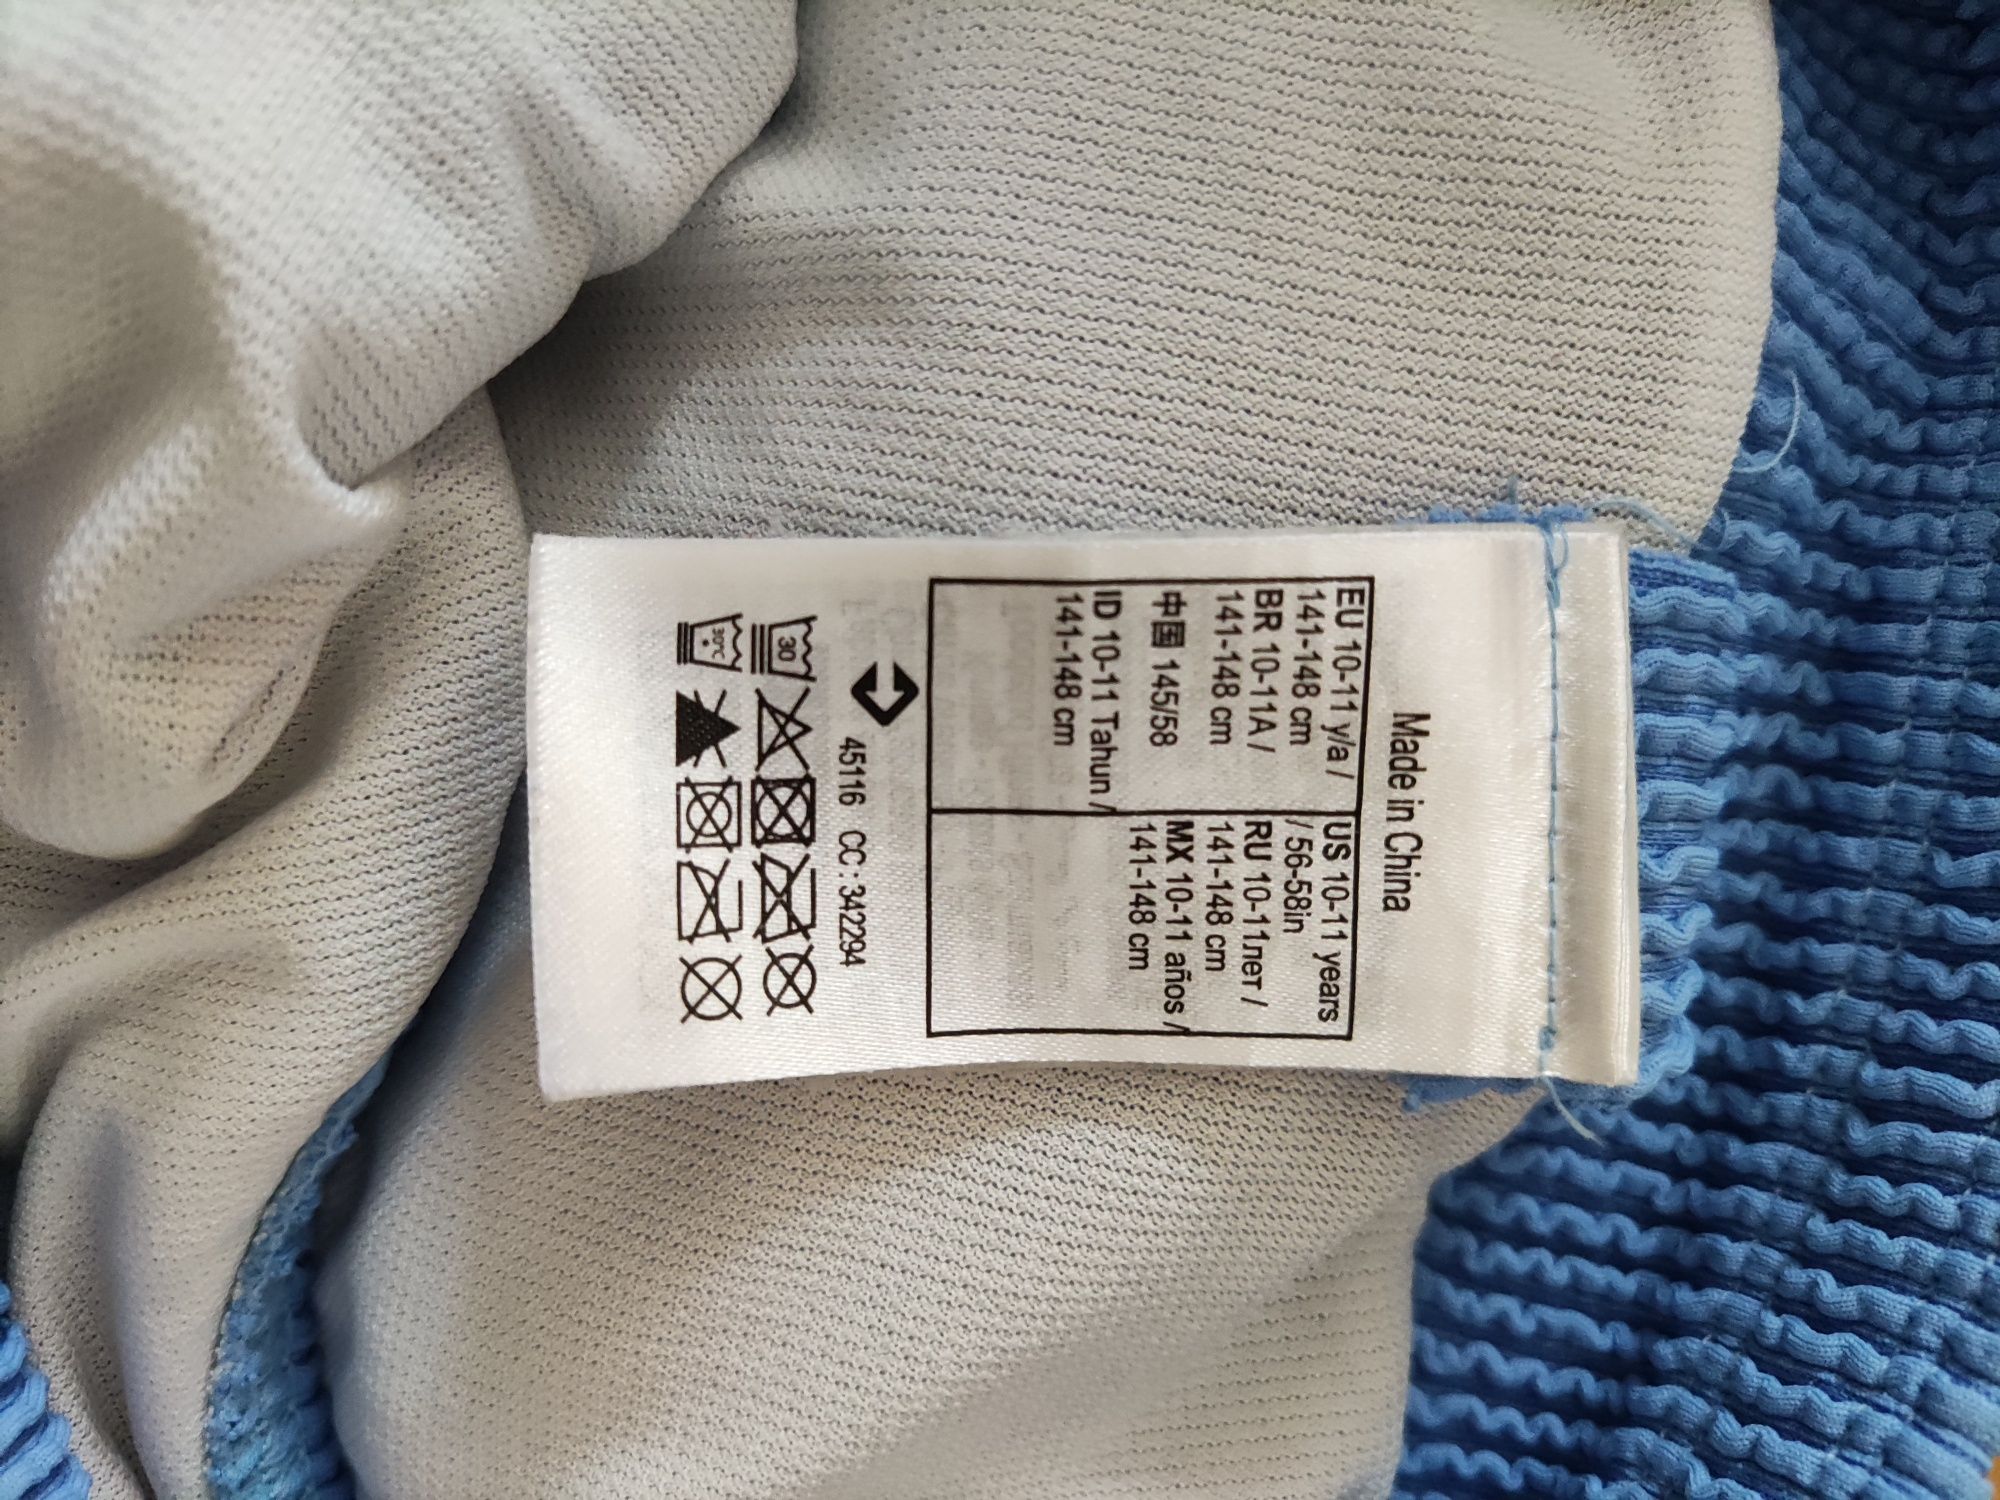 Made in China
EU 10-11 y/a /
141-148 cm
BR 10-11A /
141-148 cm
中国 145/58
ID 10-11 Tahun /
141-148 cm
US 10-11 years
/ 56-58in
RU 10-11лет /
141-148 cm
MX 10-11 años /
141-148 cm
45116 CC : 342294
30
30°C